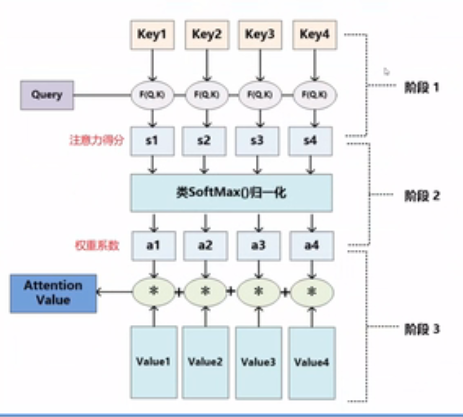 Key1 Key2 Key3 Key4
阶段 1
Query F(Q,K) F(Q,K) F(Q,K) F(Q,K)
注意力得分 s1 s2 s3 s4
类SoftMax()归一化
阶段 2
权重系数 a1 a2 a3 a4
Attention
Value
* + * + * + *
阶段 3
Value1 Value2 Value3 Value4